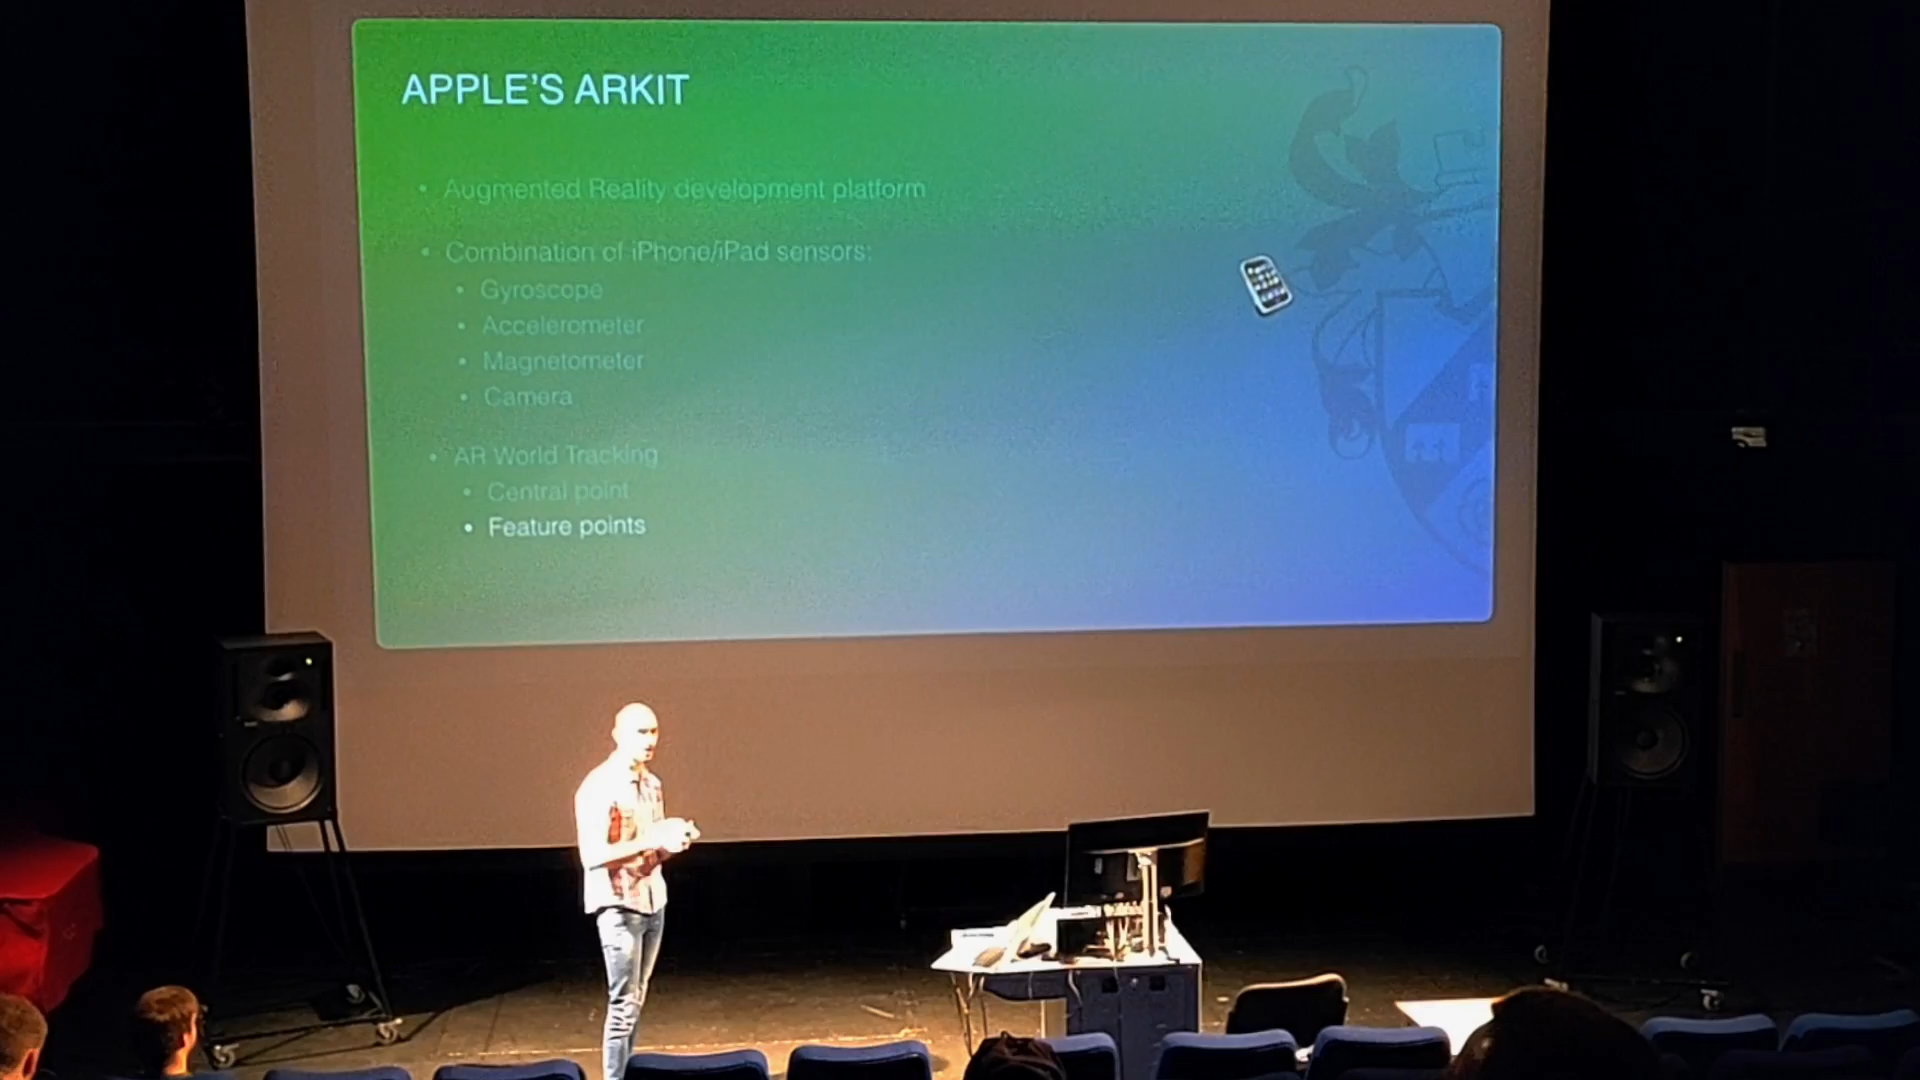 APPLE'S ARKIT
• Augmented Reality development platform
• Combination of iPhone/iPad sensors:
• Gyroscope
• Accelerometer
• Magnetometer
• Camera
• AR World Tracking
• Central point
• Feature points